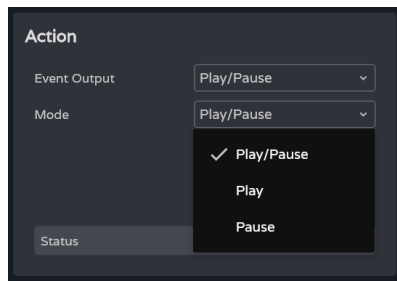 Action
Event Output Play/Pause
Mode Play/Pause
Play/Pause
Play
Pause
Status